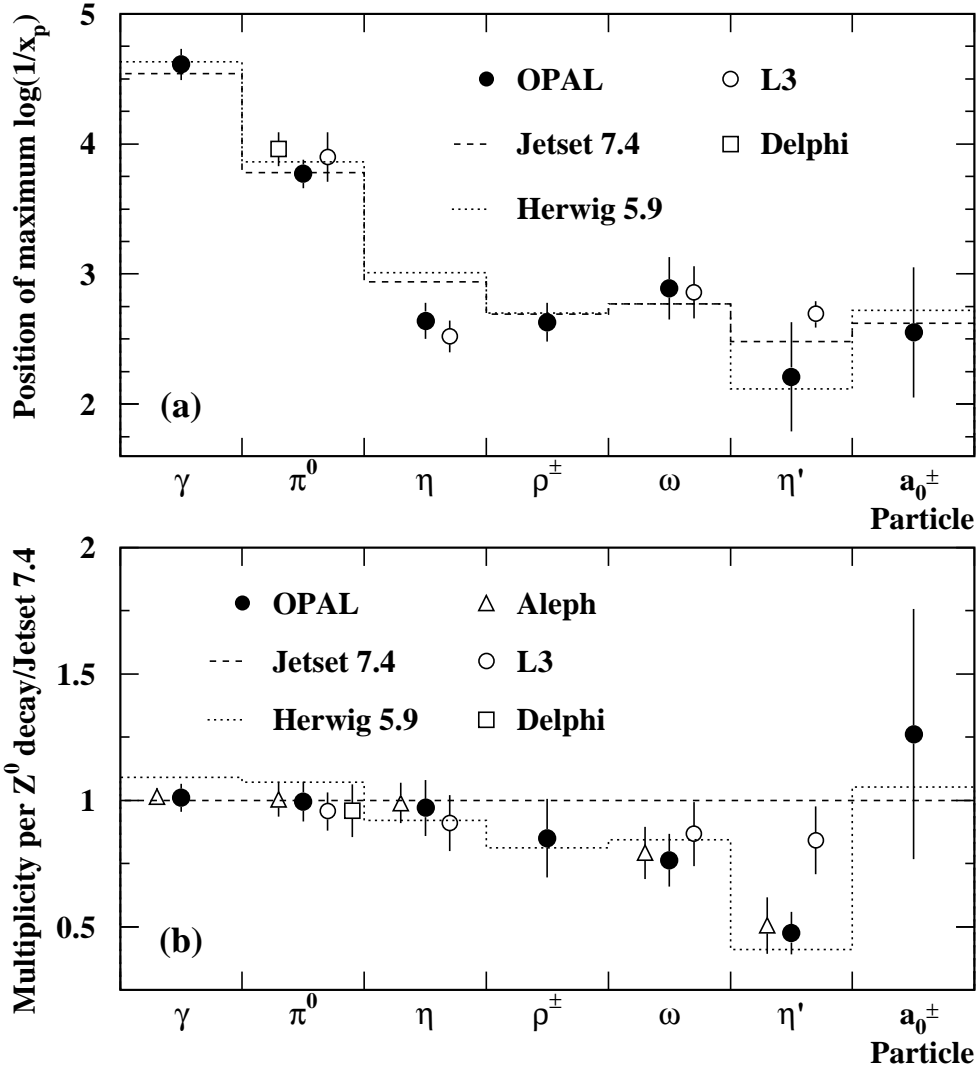 Position of maximum log(1/x_p)
5
4
3
2
OPAL
L3
Jetset 7.4
Delphi
Herwig 5.9
(a)
γ π⁰ η ρ± ω η' a₀±
Particle
Multiplicity per Z⁰ decay/Jetset 7.4
2
1.5
1
0.5
OPAL
Aleph
Jetset 7.4
L3
Herwig 5.9
Delphi
(b)
γ π⁰ η ρ± ω η' a₀±
Particle